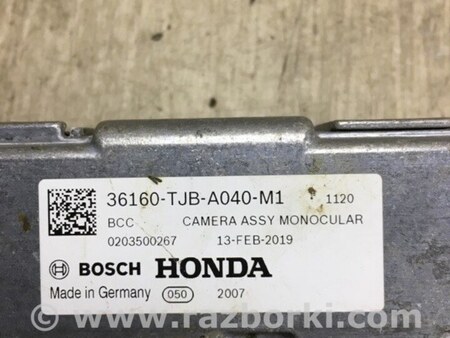 36160-TJB-A040-M1 1120
BCC CAMERA ASSY MONOCULAR
0203500267 13-FEB-2019
BOSCH HONDA
Made in Germany 050 2007
© www.razborki.com